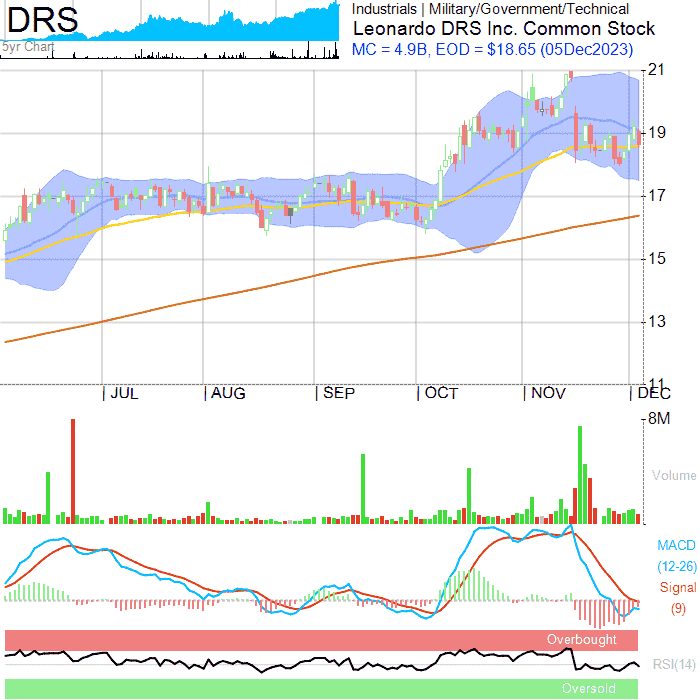 DRS
5yr Chart
Industrials | Military/Government/Technical
Leonardo DRS Inc. Common Stock
MC = 4.9B, EOD = $18.65 (05Dec2023)
21
19
17
15
13
11
JUL AUG SEP OCT NOV DEC
8M
Volume
MACD
(12-26)
Signal
(9)
Overbought
RSI(14)
Oversold